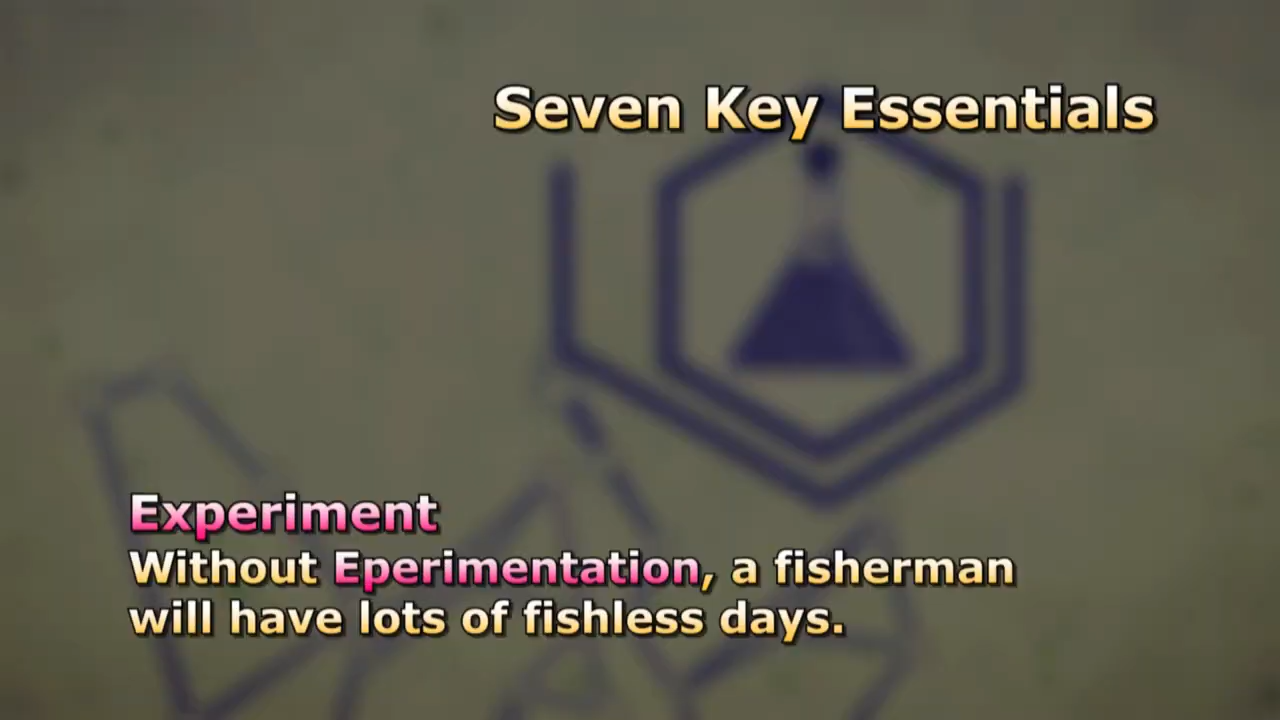 Seven Key Essentials
Experiment
Without Eperimentation, a fisherman
will have lots of fishless days.